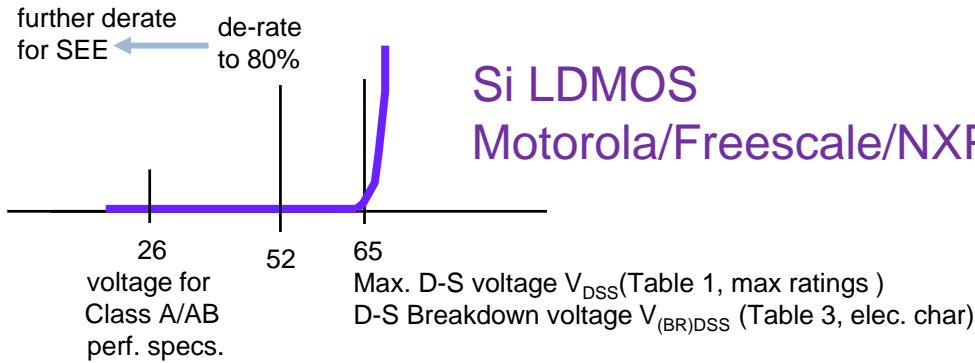 further derate
for SEE
de-rate
to 80%
Si LDMOS
Motorola/Freescale/NXP
26
52
65
voltage for
Class A/AB
perf. specs.
Max. D-S voltage VDSS(Table 1, max ratings )
D-S Breakdown voltage V(BR)DSS (Table 3, elec. char)